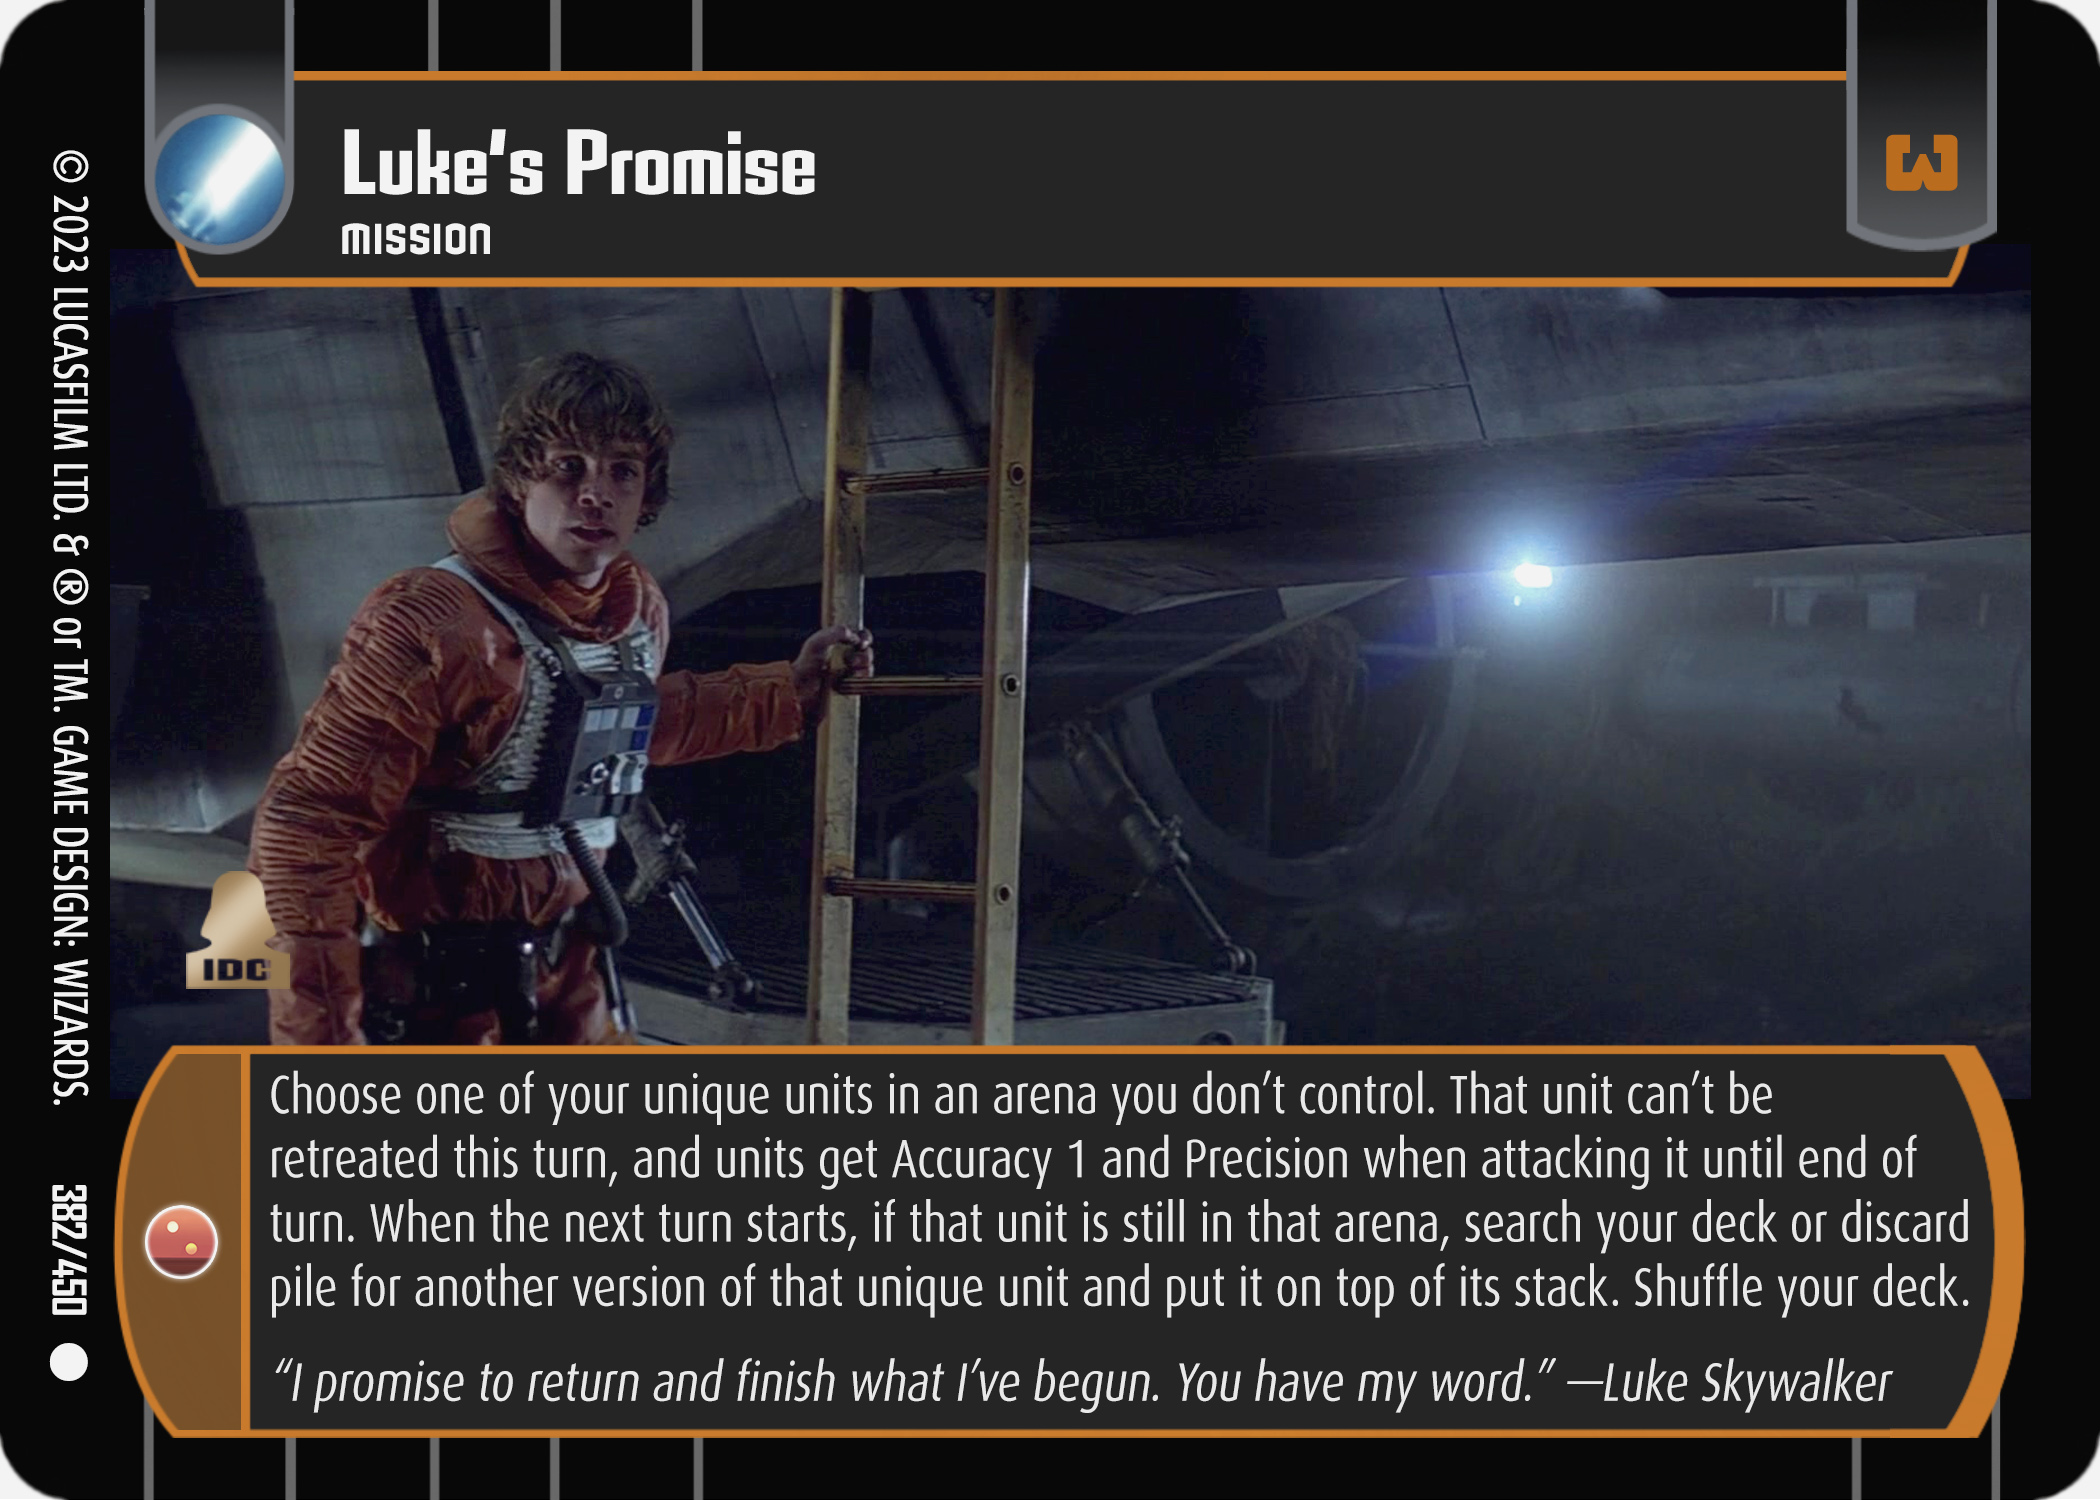 Luke's Promise
MISSION
3
IDC
Choose one of your unique units in an arena you don't control. That unit can't be
retreated this turn, and units get Accuracy 1 and Precision when attacking it until end of
turn. When the next turn starts, if that unit is still in that arena, search your deck or discard
pile for another version of that unique unit and put it on top of its stack. Shuffle your deck.
“I promise to return and finish what I've begun. You have my word.” —Luke Skywalker
© 2023 LUCASFILM LTD. & ® or TM. GAME DESIGN: WIZARDS. 382/450